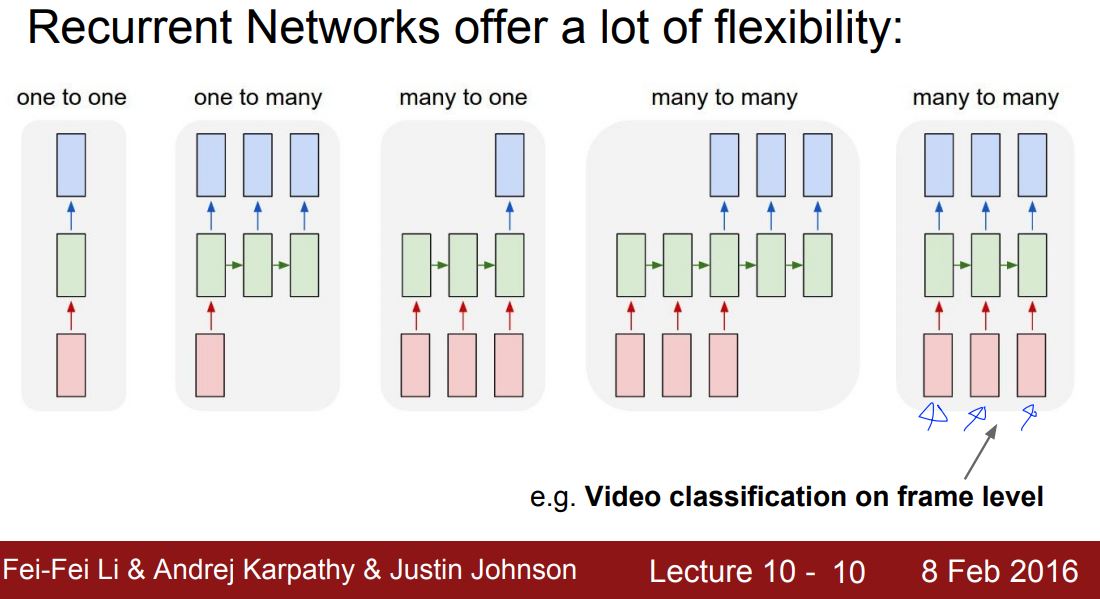 Recurrent Networks offer a lot of flexibility:
one to one
one to many
many to one
many to many
many to many
e.g. Video classification on frame level
Fei-Fei Li & Andrej Karpathy & Justin Johnson
Lecture 10 - 10
8 Feb 2016